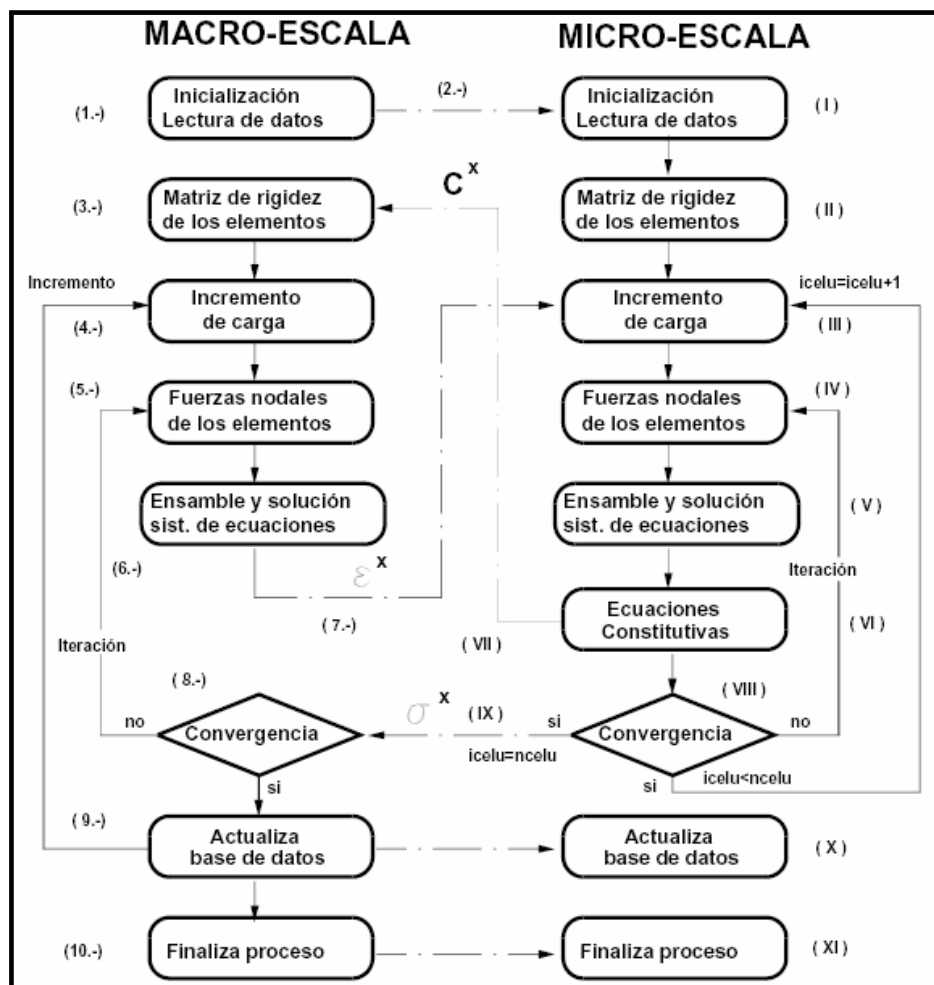 MACRO-ESCALA
MICRO-ESCALA
(1.-)
Inicialización
Lectura de datos
(2.-)
Inicialización
Lectura de datos
( I )
(3.-)
Matriz de rigidez
de los elementos
C x
Matriz de rigidez
de los elementos
( II )
Incremento
(4.-)
Incremento
de carga
Incremento
de carga
icelu=icelu+1
( III )
(5.-)
Fuerzas nodales
de los elementos
Fuerzas nodales
de los elementos
( IV )
Ensamble y solución
sist. de ecuaciones
Ensamble y solución
sist. de ecuaciones
( V )
(6.-)
ε x
( 7.-)
Iteración
Ecuaciones
Constitutivas
( VI )
( VII )
Iteración
( 8.-)
no
Convergencia
si
σ x
( IX )
icelu=ncelu
si
( VIII )
Convergencia
no
si
icelu<ncelu
( 9.-)
Actualiza
base de datos
Actualiza
base de datos
( X )
(10.-)
Finaliza proceso
Finaliza proceso
( XI )